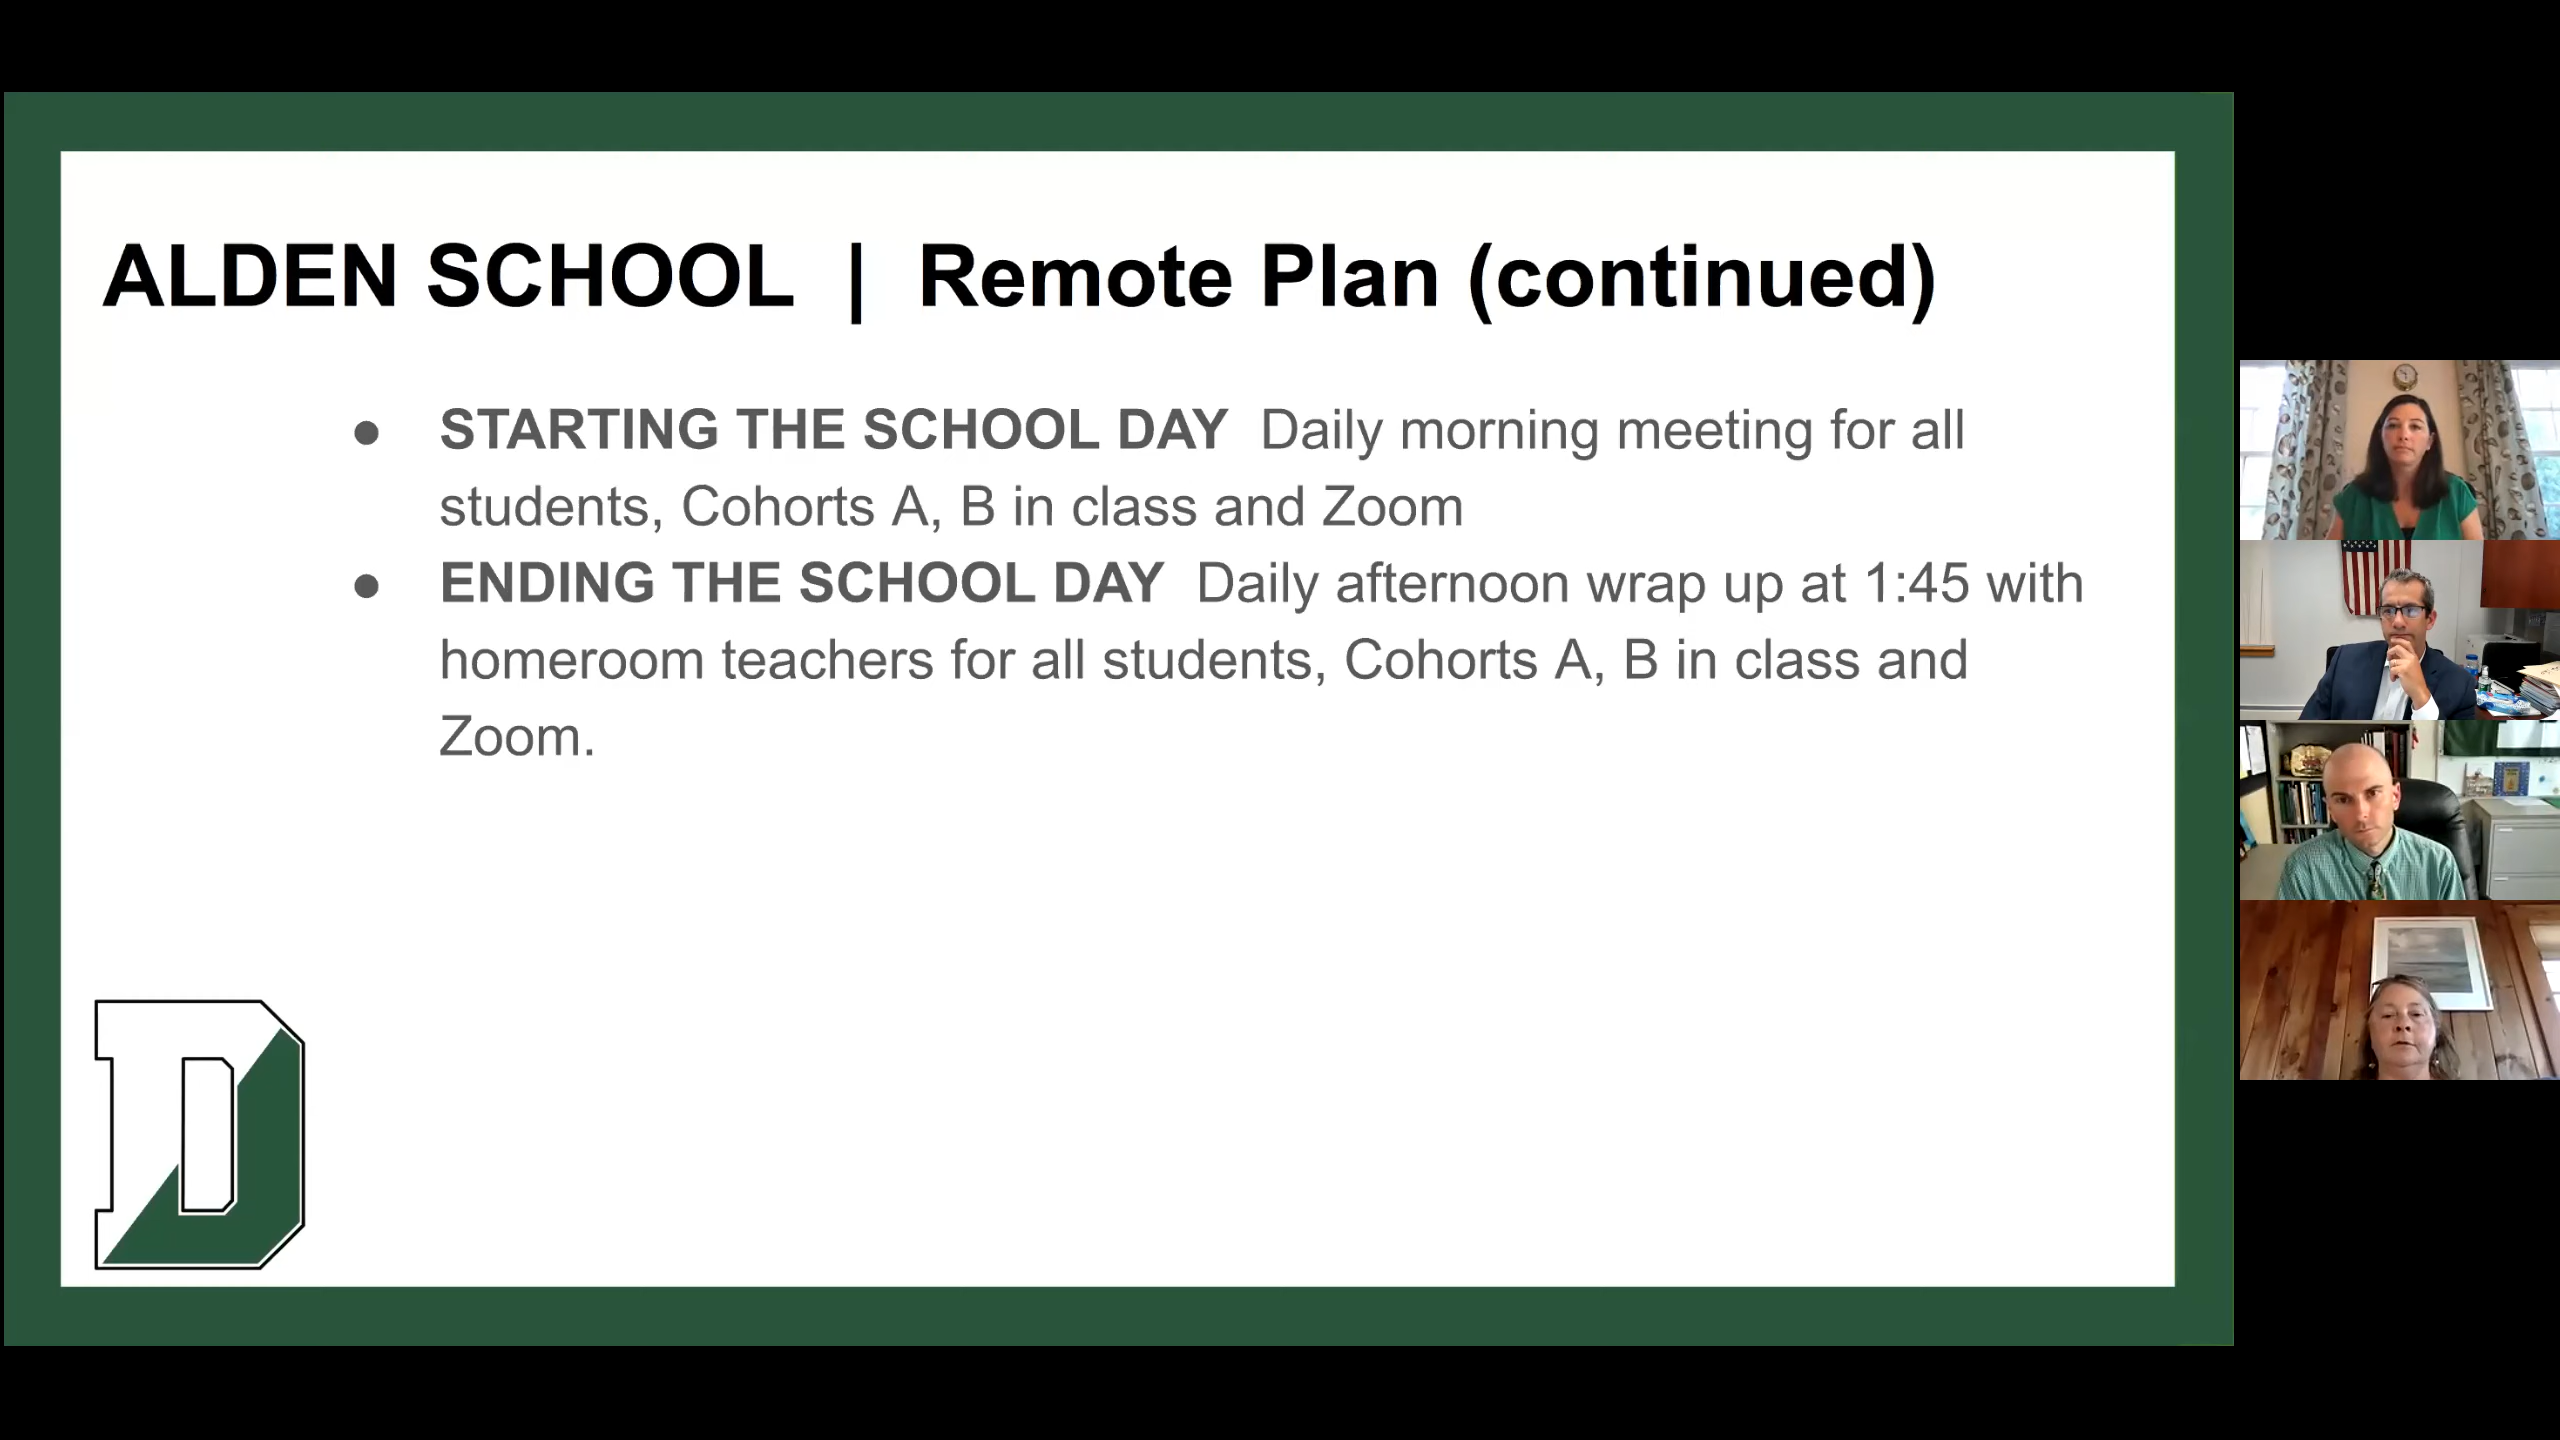 ALDEN SCHOOL | Remote Plan (continued)
● STARTING THE SCHOOL DAY Daily morning meeting for all
students, Cohorts A, B in class and Zoom
● ENDING THE SCHOOL DAY Daily afternoon wrap up at 1:45 with
homeroom teachers for all students, Cohorts A, B in class and
Zoom.
D